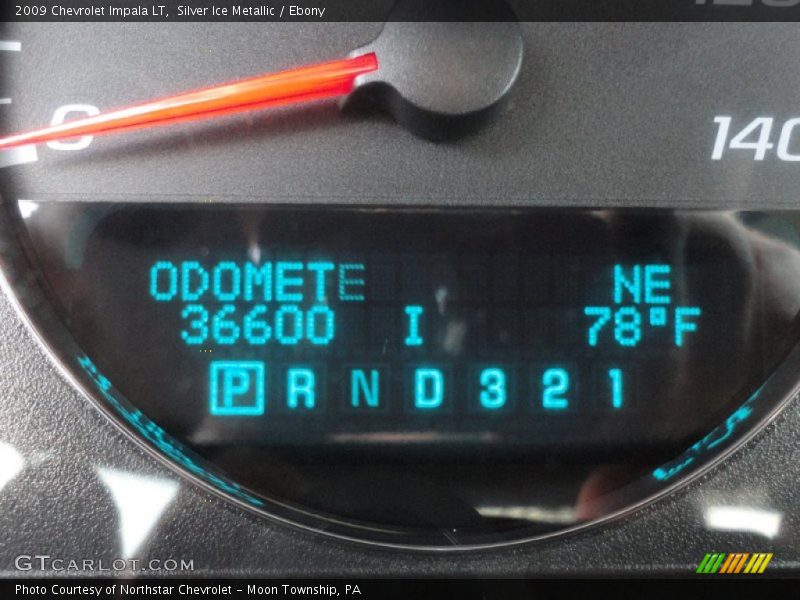 2009 Chevrolet Impala LT, Silver Ice Metallic / Ebony
0
140
ODOMETE NE
36600 I 78°F
P R N D 3 2 1
GTCARLOT.COM
Photo Courtesy of Northstar Chevrolet - Moon Township, PA